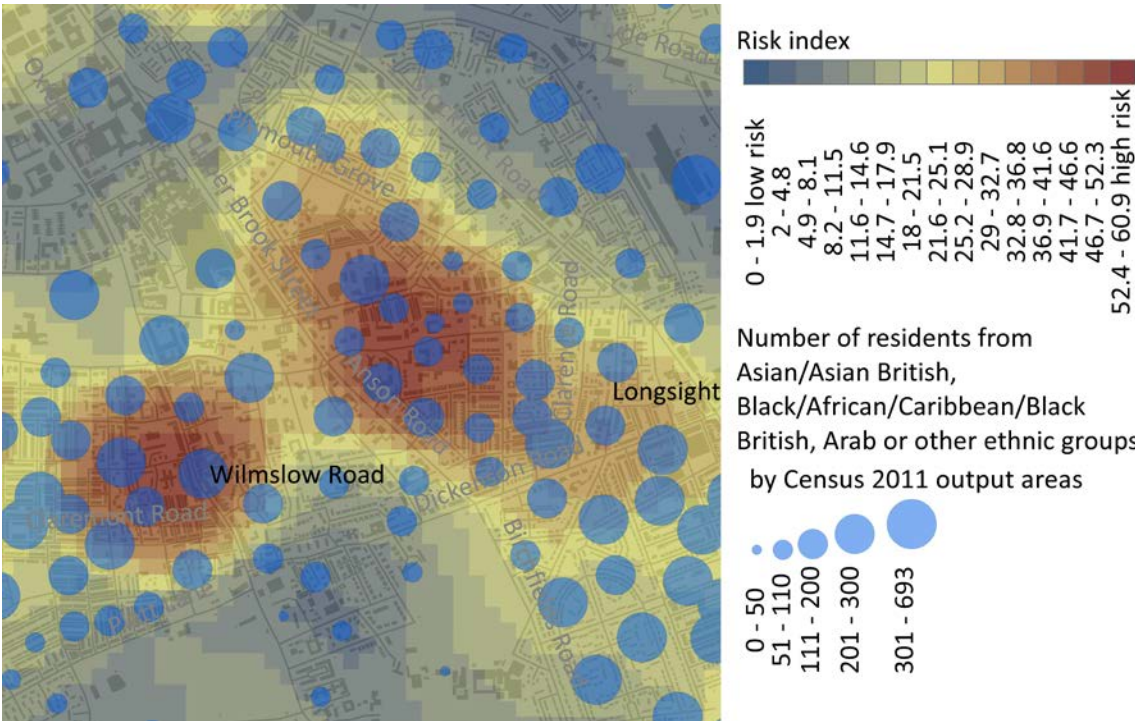 de Road
Plymouth Grove
er Brook Street
Clarence Road
Longsight
Anson Road
Wilmslow Road
Dickenson Road
Claremont Road
Platt
Risk index
0 - 1.9 low risk
2 - 4.8
4.9 - 8.1
8.2 - 11.5
11.6 - 14.6
14.7 - 17.9
18 - 21.5
21.6 - 25.1
25.2 - 28.9
29 - 32.7
32.8 - 36.8
36.9 - 41.6
41.7 - 46.6
46.7 - 52.3
52.4 - 60.9 high risk
Number of residents from
Asian/Asian British,
Black/African/Caribbean/Black
British, Arab or other ethnic groups
by Census 2011 output areas
0 - 50
51 - 110
111 - 200
201 - 300
301 - 693